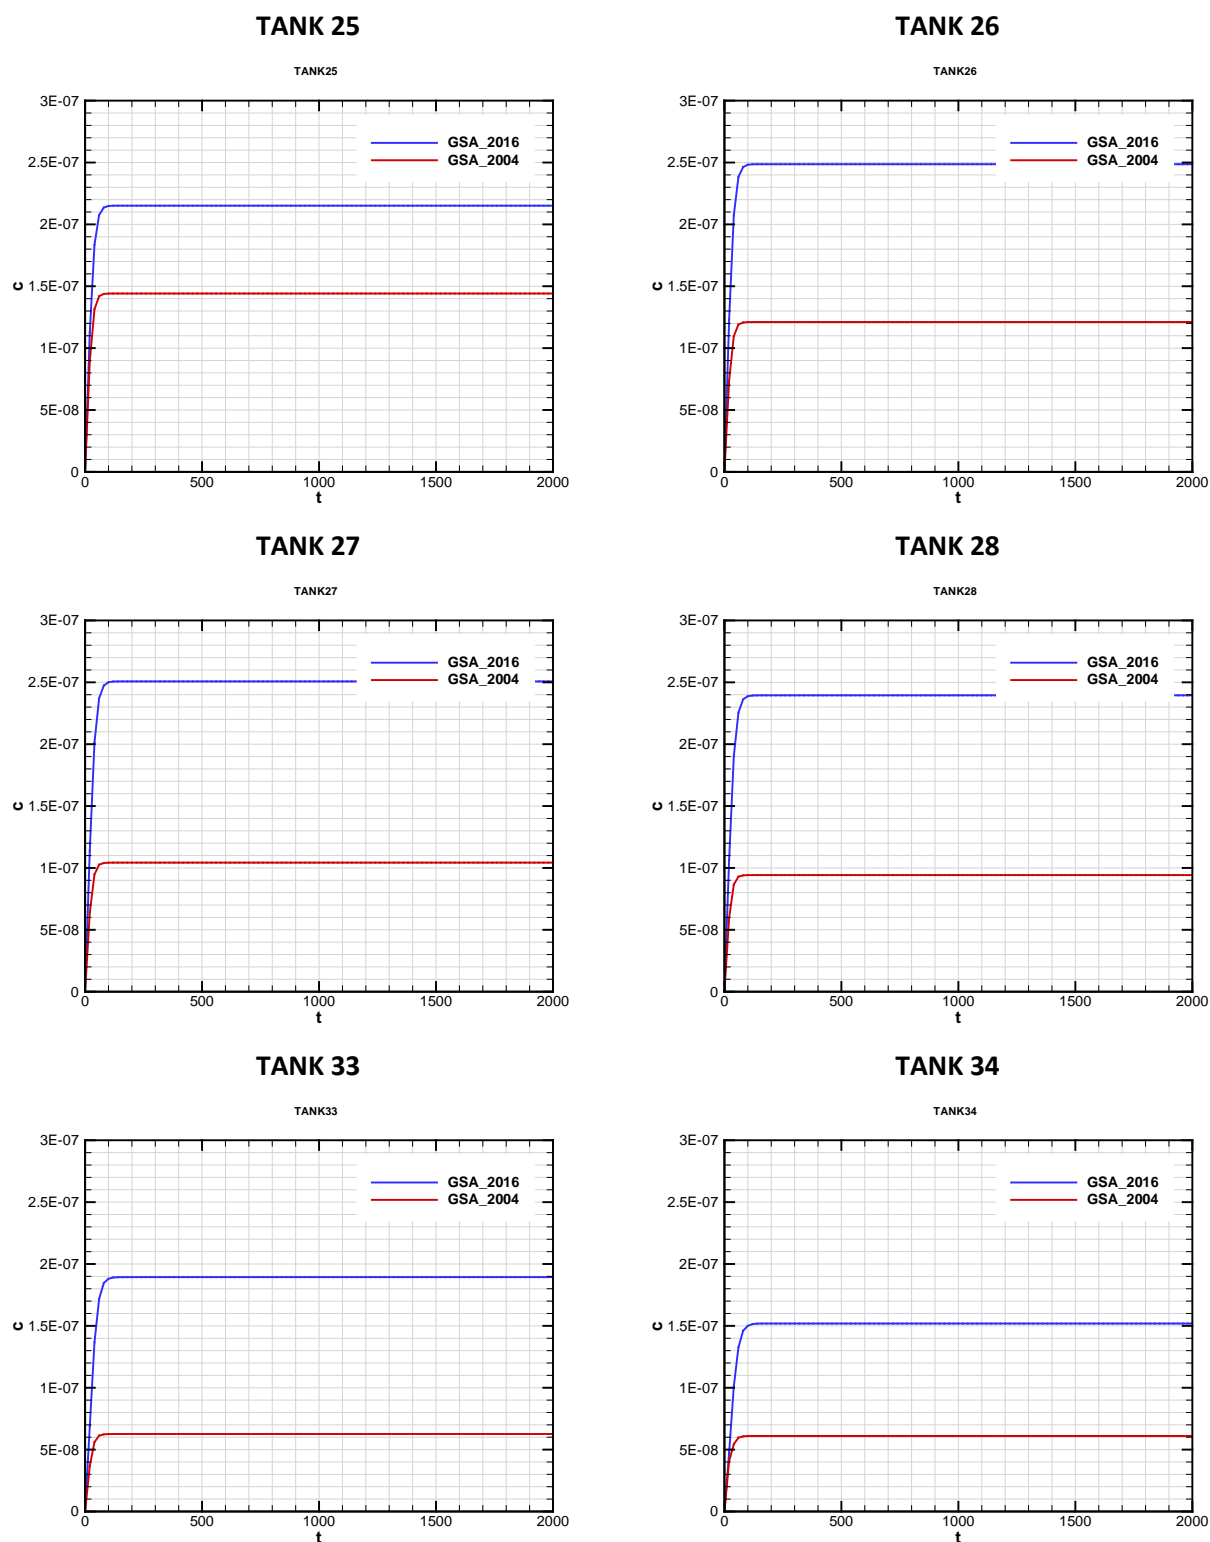 TANK 25
TANK25
3E-07
GSA_2016
GSA_2004
2.5E-07
2E-07
1.5E-07
c
1E-07
5E-08
0
0 500 1000 1500 2000
t
TANK 26
TANK26
3E-07
GSA_2016
GSA_2004
2.5E-07
2E-07
1.5E-07
c
1E-07
5E-08
0
0 500 1000 1500 2000
t
TANK 27
TANK27
3E-07
GSA_2016
GSA_2004
2.5E-07
2E-07
1.5E-07
c
1E-07
5E-08
0
0 500 1000 1500 2000
t
TANK 28
TANK28
3E-07
GSA_2016
GSA_2004
2.5E-07
2E-07
1.5E-07
c
1E-07
5E-08
0
0 500 1000 1500 2000
t
TANK 33
TANK33
3E-07
GSA_2016
GSA_2004
2.5E-07
2E-07
1.5E-07
c
1E-07
5E-08
0
0 500 1000 1500 2000
t
TANK 34
TANK34
3E-07
GSA_2016
GSA_2004
2.5E-07
2E-07
1.5E-07
c
1E-07
5E-08
0
0 500 1000 1500 2000
t